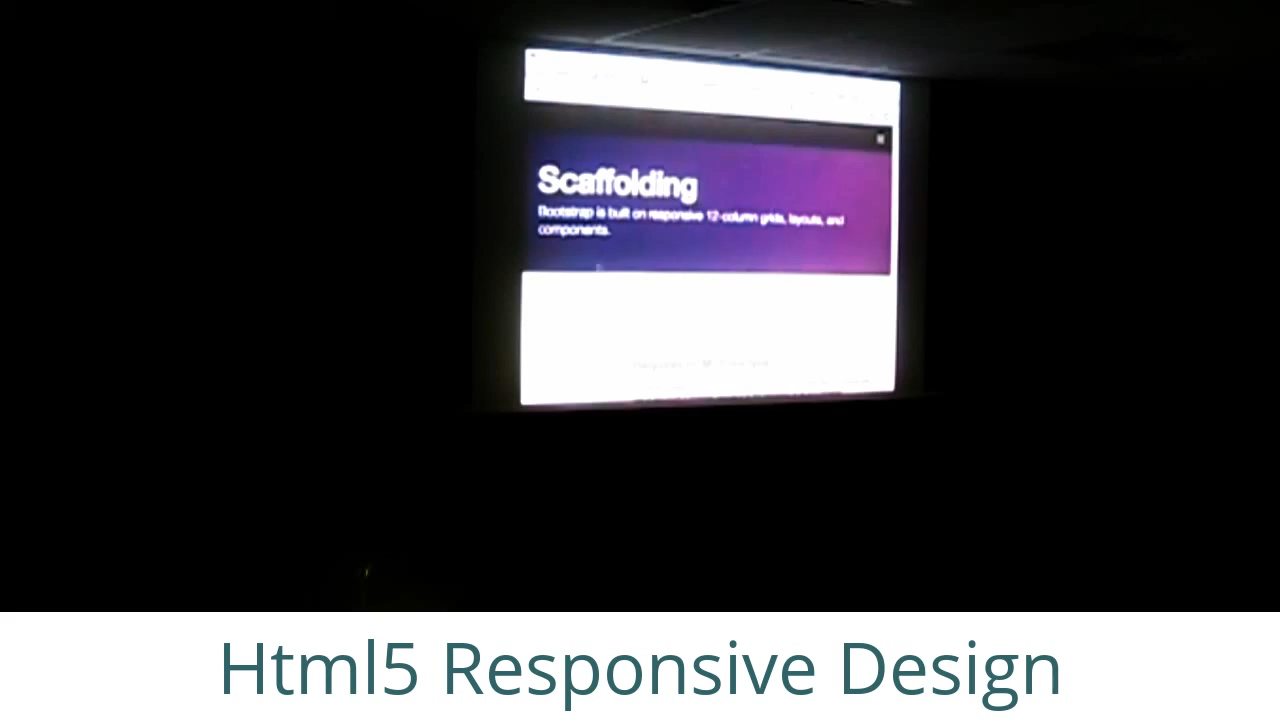 Scaffolding
Bootstrap is built on responsive 12-column grids, layouts, and
components.
Html5 Responsive Design